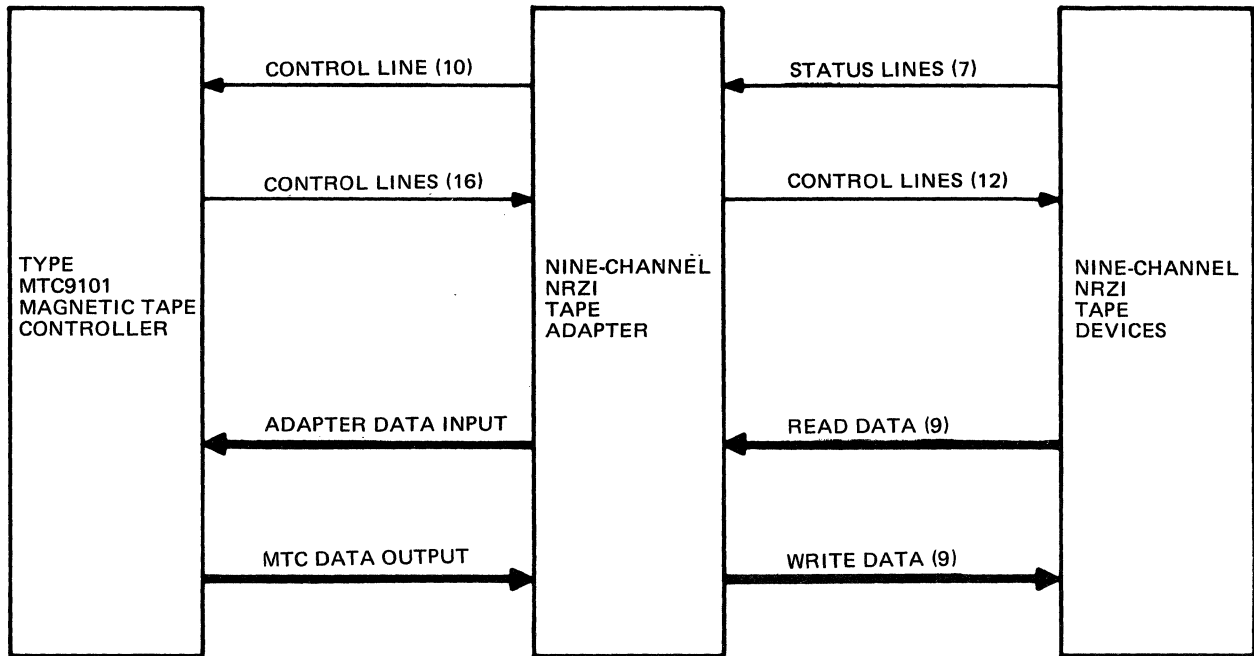 CONTROL LINE (10)
STATUS LINES (7)
CONTROL LINES (16)
CONTROL LINES (12)
TYPE
MTC9101
MAGNETIC TAPE
CONTROLLER
NINE-CHANNEL
NRZI
TAPE
ADAPTER
NINE-CHANNEL
NRZI
TAPE
DEVICES
ADAPTER DATA INPUT
READ DATA (9)
MTC DATA OUTPUT
WRITE DATA (9)